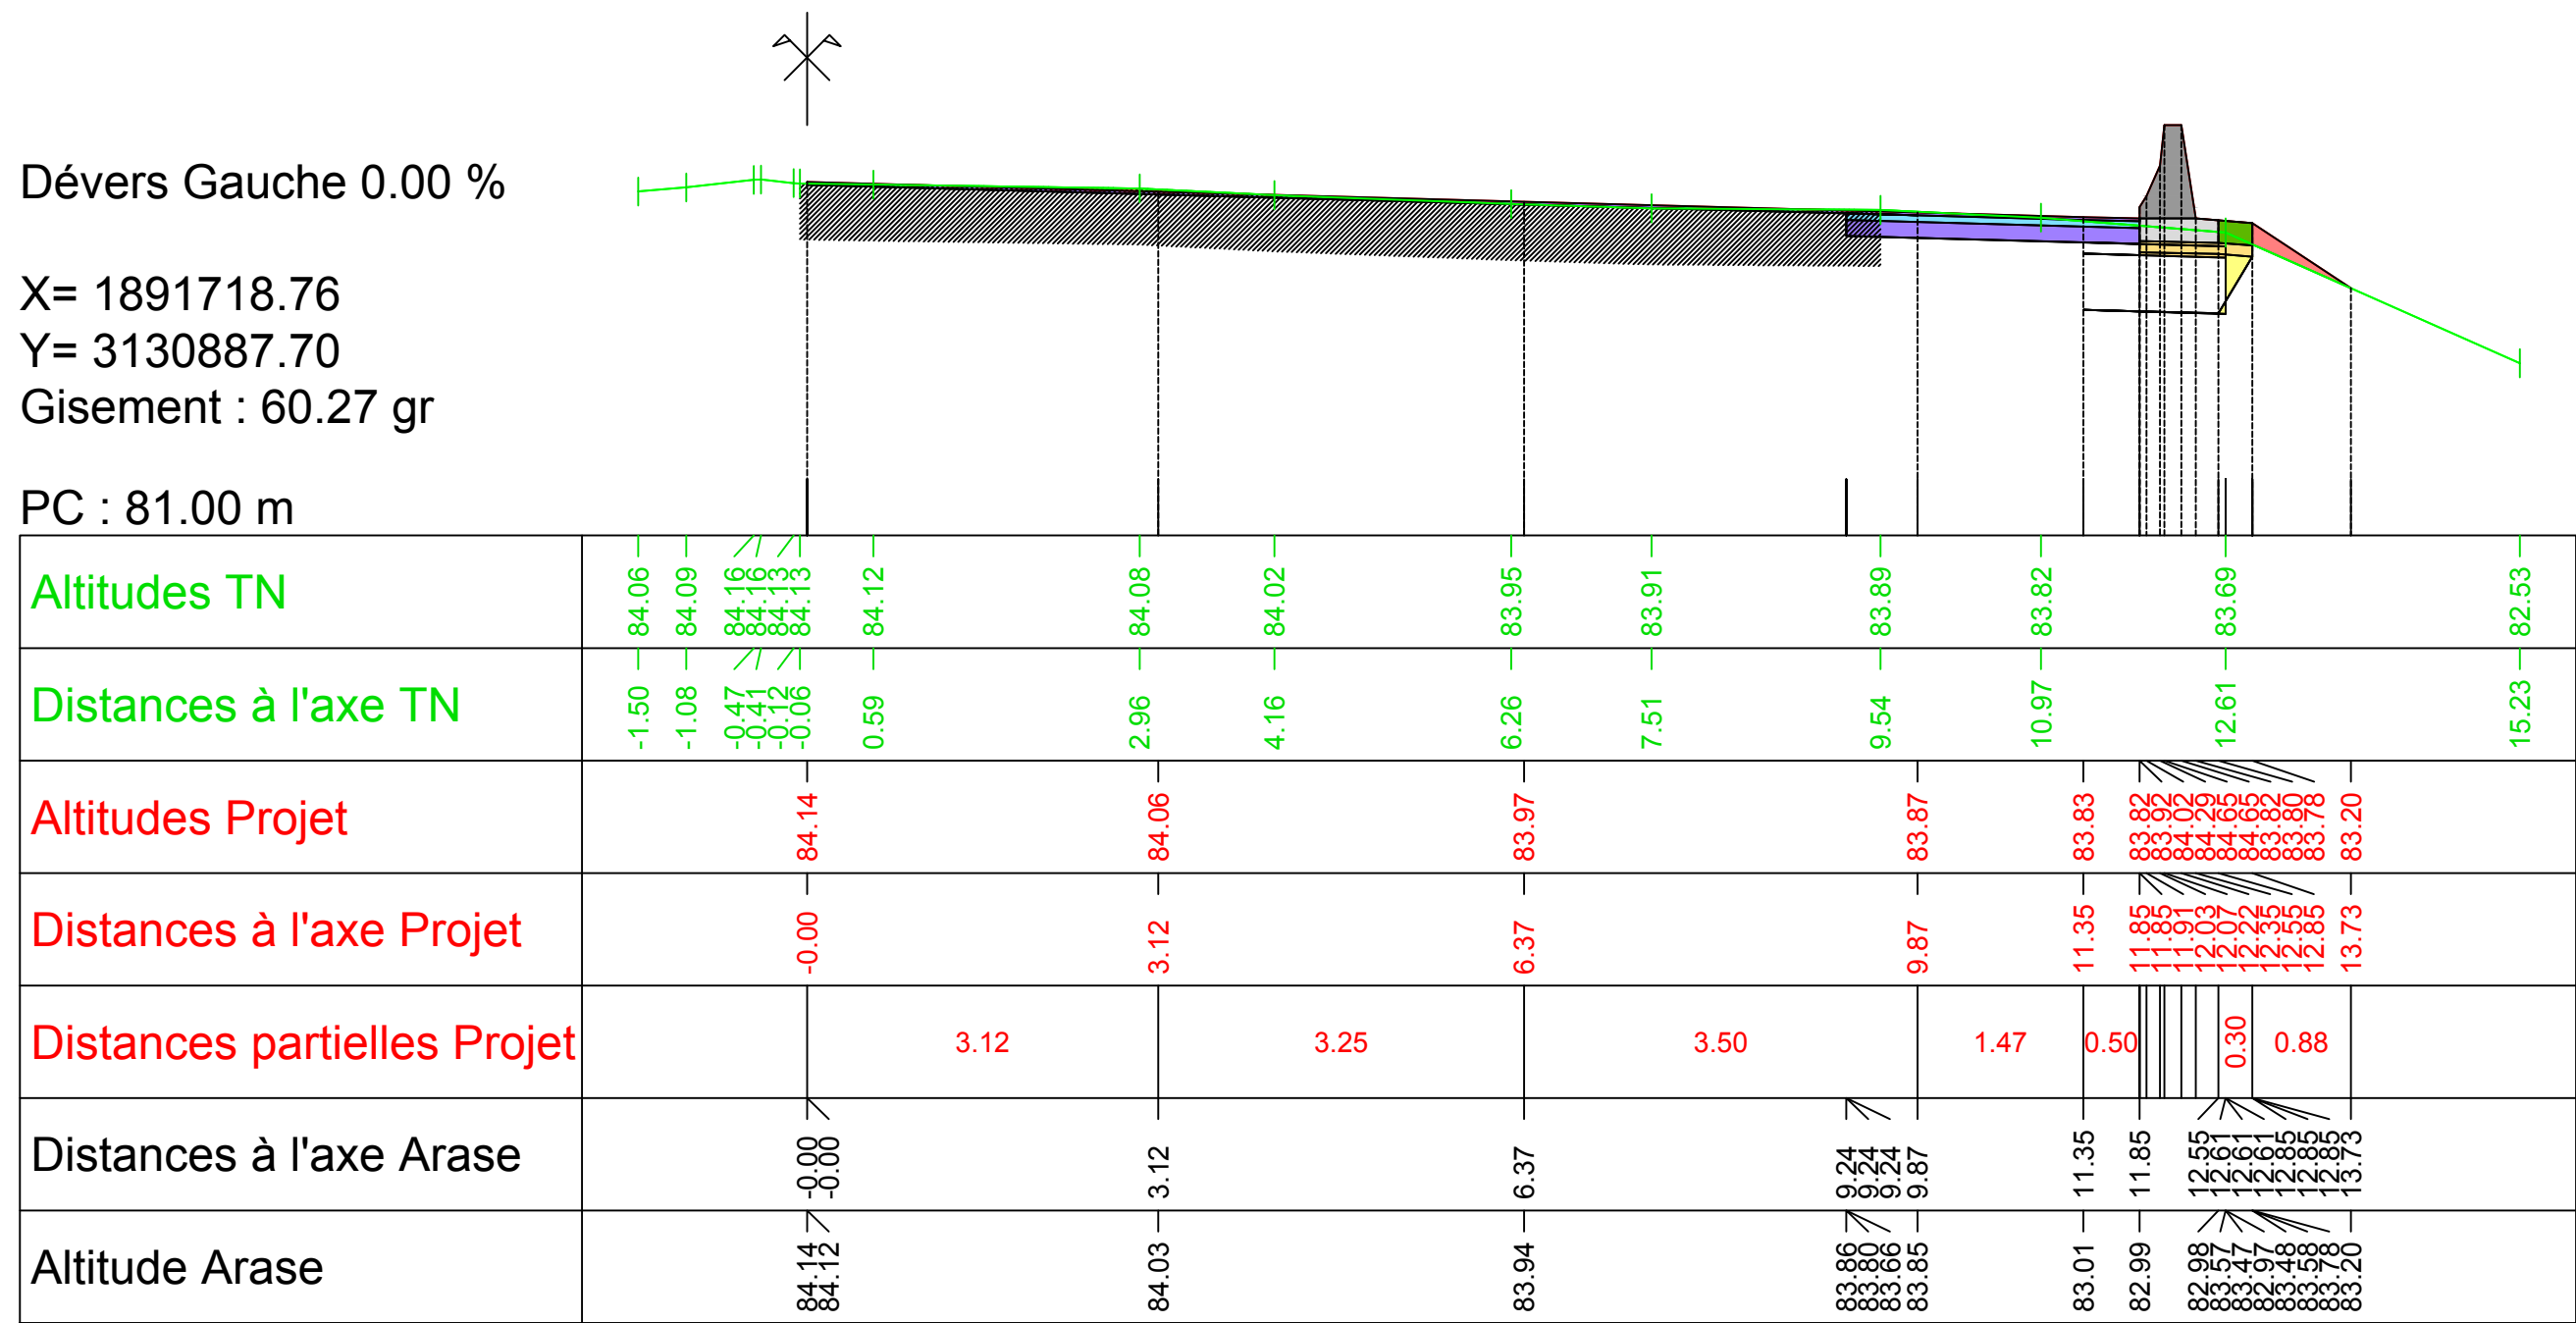 Dévers Gauche 0.00 %
X= 1891718.76
Y= 3130887.70
Gisement : 60.27 gr
PC : 81.00 m
Altitudes TN 84.06 84.09 84.16 84.16 84.13 84.13 84.12 84.08 84.02 83.95 83.91 83.89 83.82 83.69 82.53
Distances à l'axe TN -1.50 -1.08 -0.47 -0.41 -0.12 -0.06 0.59 2.96 4.16 6.26 7.51 9.54 10.97 12.61 15.23
Altitudes Projet 84.14 84.06 83.97 83.87 83.83 83.82 83.92 84.02 84.29 84.65 84.65 83.82 83.80 83.78 83.20
Distances à l'axe Projet -0.00 3.12 6.37 9.87 11.35 11.85 11.85 11.91 12.03 12.07 12.22 12.35 12.55 12.85 13.73
Distances partielles Projet 3.12 3.25 3.50 1.47 0.50 0.30 0.88
Distances à l'axe Arase -0.00 -0.00 3.12 6.37 9.24 9.24 9.24 9.87 11.35 11.85 12.55 12.61 12.61 12.61 12.85 12.85 12.85 13.73
Altitude Arase 84.14 84.12 84.03 83.94 83.86 83.80 83.66 83.85 83.01 82.99 82.98 83.57 83.47 82.97 83.48 83.58 83.78 83.20